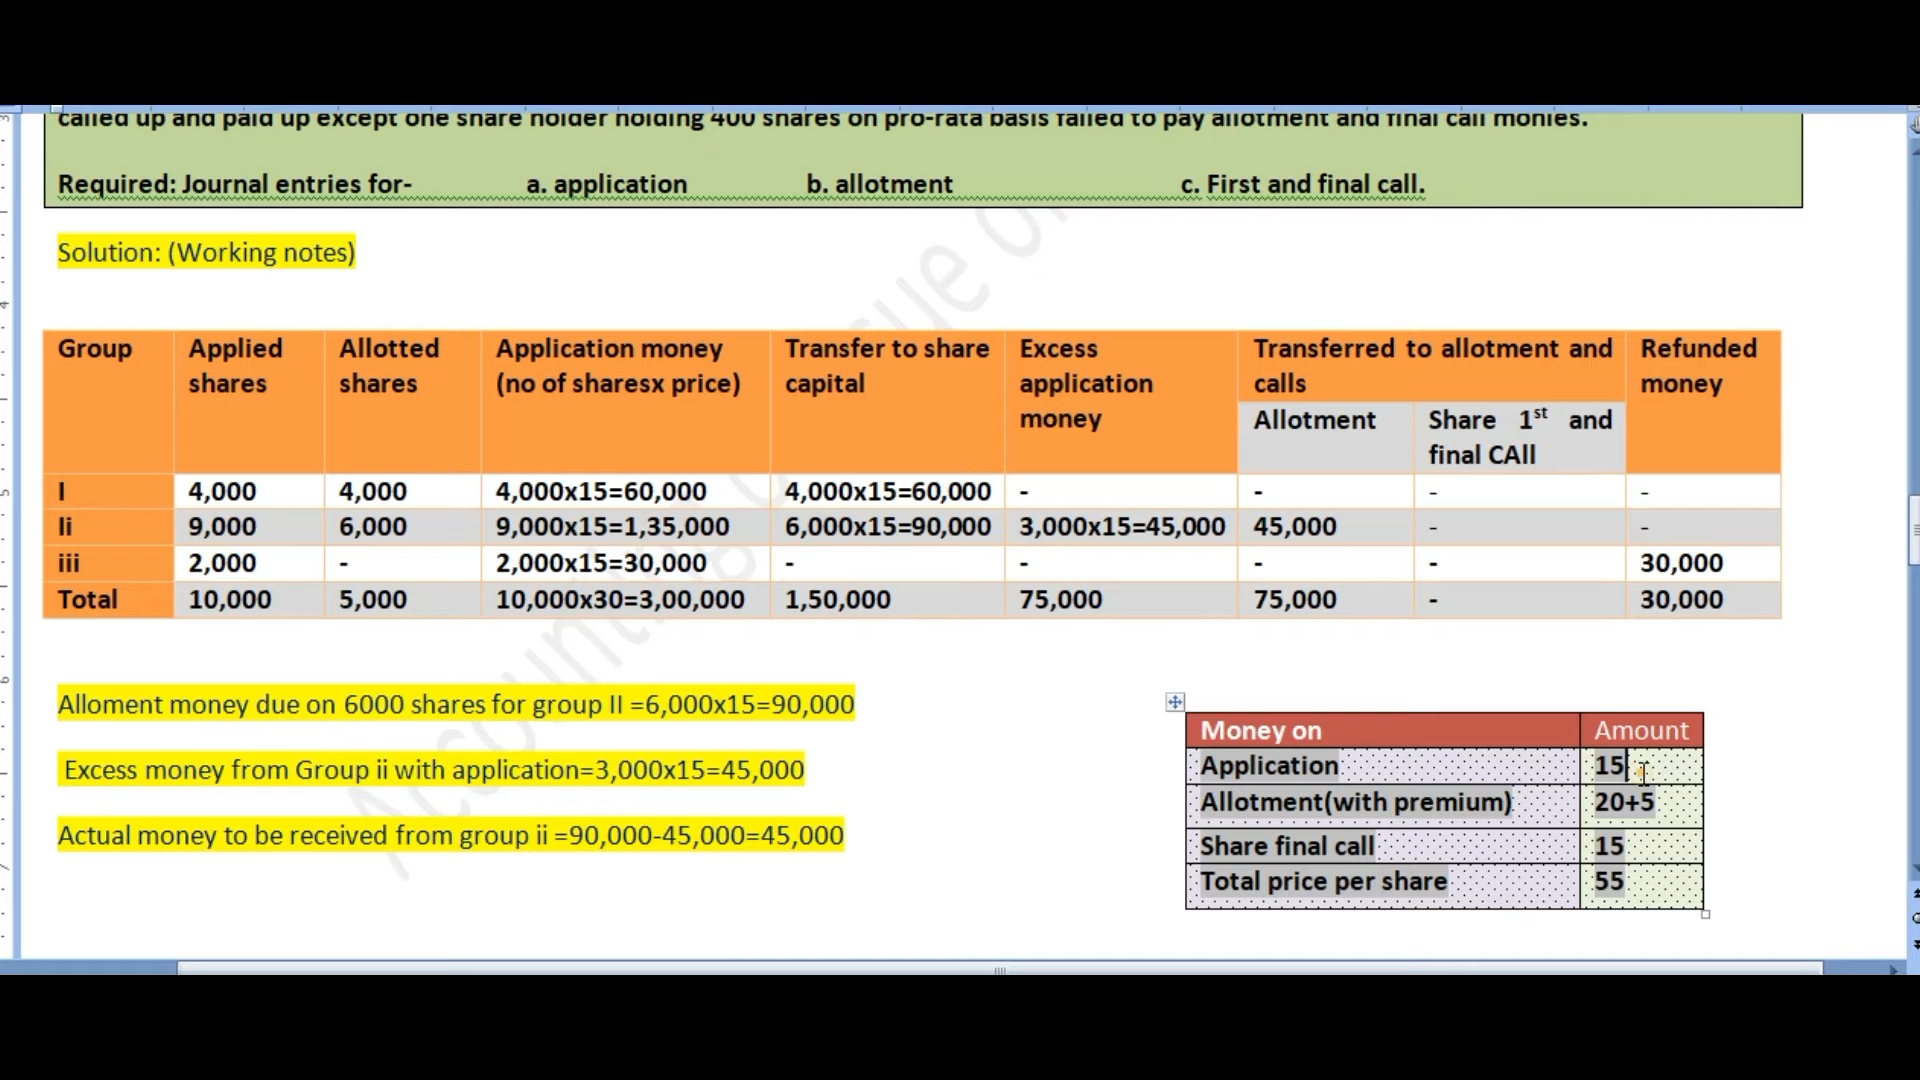 called up and paid up except one share holder holding 400 shares on pro-rata basis failed to pay allotment and final call monies.
Required: Journal entries for- a. application b. allotment c. First and final call.
Solution: (Working notes)
Group Applied shares Allotted shares Application money (no of sharesx price) Transfer to share capital Excess application money Transferred to allotment and calls Refunded money
Allotment Share 1st and final CAll
I 4,000 4,000 4,000x15=60,000 4,000x15=60,000 - - - -
Ii 9,000 6,000 9,000x15=1,35,000 6,000x15=90,000 3,000x15=45,000 45,000 - -
iii 2,000 - 2,000x15=30,000 - - - - 30,000
Total 10,000 5,000 10,000x30=3,00,000 1,50,000 75,000 75,000 - 30,000
Alloment money due on 6000 shares for group II =6,000x15=90,000
Excess money from Group ii with application=3,000x15=45,000
Actual money to be received from group ii =90,000-45,000=45,000
Money on Amount
Application 15
Allotment(with premium) 20+5
Share final call 15
Total price per share 55
Accounting